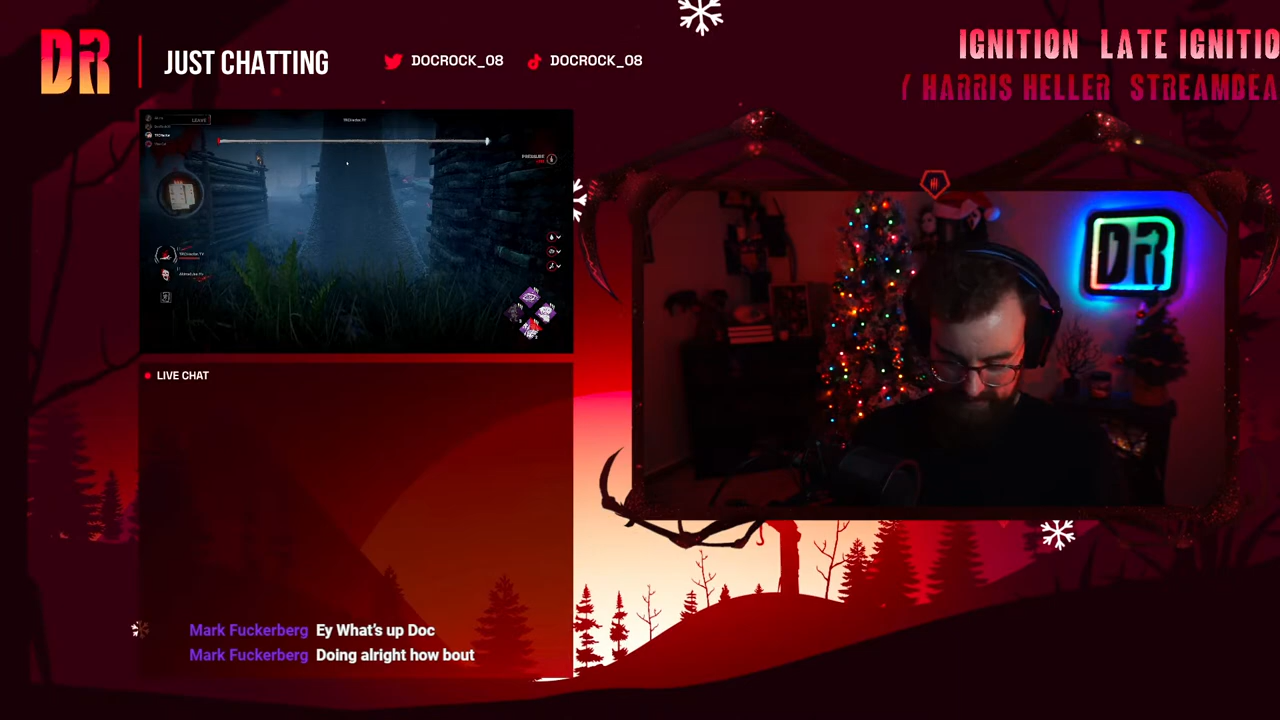 DR
JUST CHATTING
DOCROCK_08
DOCROCK_08
IGNITION LATE IGNITIO
/ HARRIS HELLER STREAMDEA
LEAVE
DR
LIVE CHAT
Mark Fuckerberg Ey What's up Doc
Mark Fuckerberg Doing alright how bout